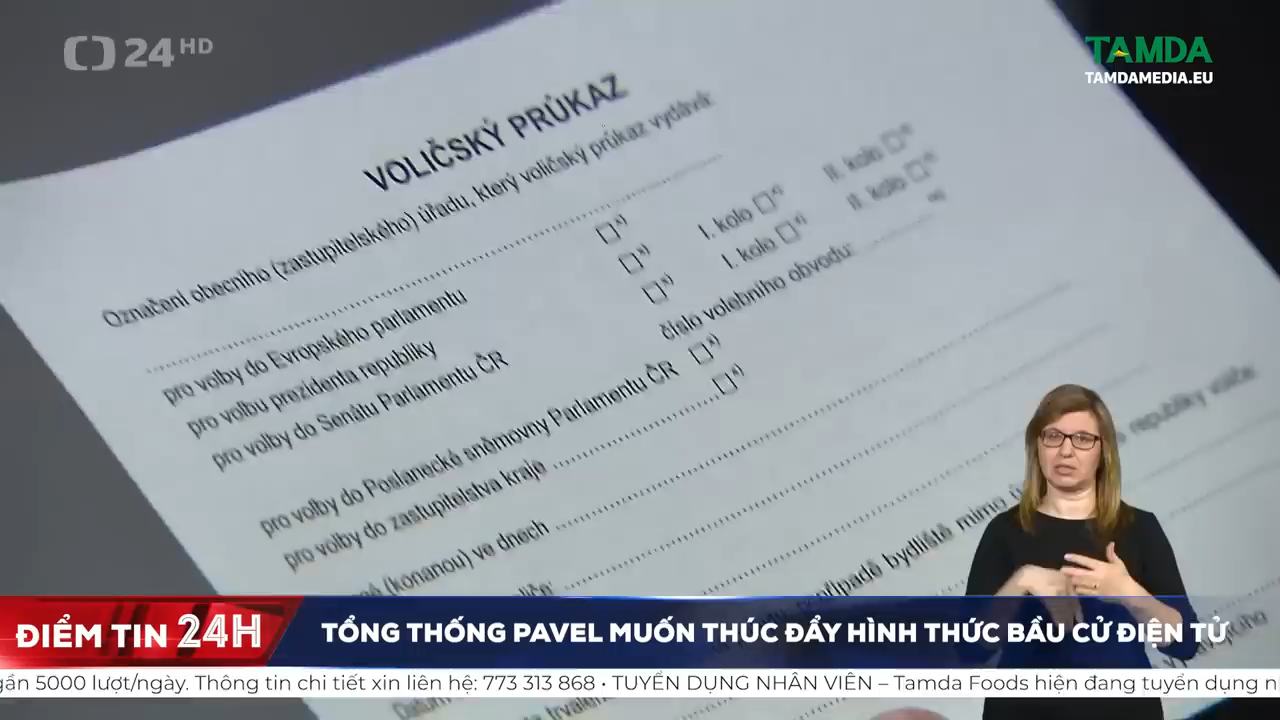 24 HD
TAMDA
TAMDAMEDIA.EU
VOLIČSKÝ PRŮKAZ
Označení obecního (zastupitelského) úřadu, který voličský průkaz vydává:
pro volby do Evropského parlamentu □ x)
pro volbu prezidenta republiky □ x) I. kolo □ x) II. kolo □ x)
pro volby do Senátu Parlamentu ČR □ x) I. kolo □ x) II. kolo □ x)
číslo volebního obvodu:
pro volby do Poslanecké sněmovny Parlamentu ČR □ x)
pro volby do zastupitelstva kraje □ x)
(konanou) ve dnech
republiky
případě bydliště mimo
Datum
ĐIỂM TIN 24H
TỔNG THỐNG PAVEL MUỐN THÚC ĐẨY HÌNH THỨC BẦU CỬ ĐIỆN TỬ
gần 5000 lượt/ngày. Thông tin chi tiết xin liên hệ: 773 313 868 • TUYỂN DỤNG NHÂN VIÊN – Tamda Foods hiện đang tuyển dụng